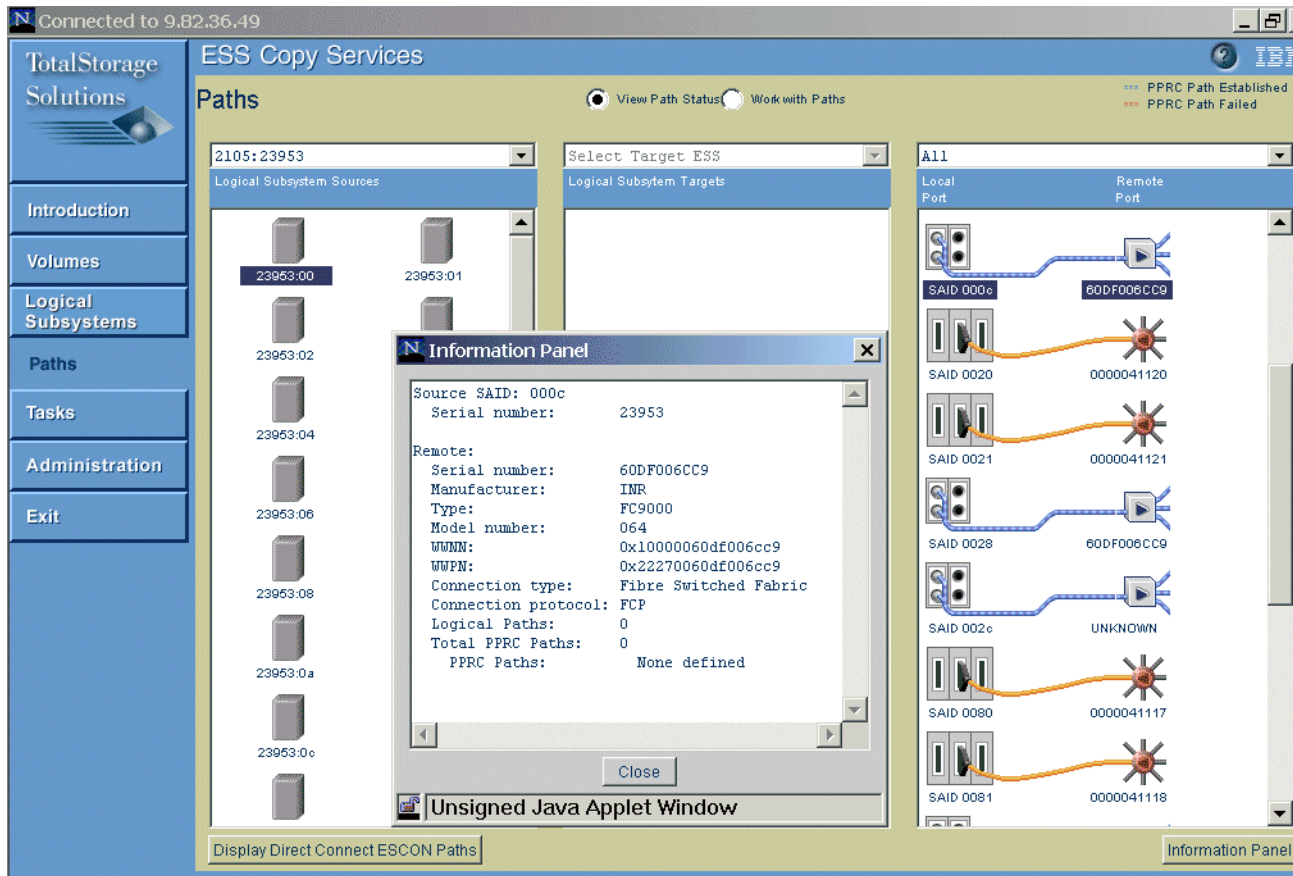 Connected to 9.82.36.49
TotalStorage
Solutions
ESS Copy Services
Paths
View Path Status
Work with Paths
PPRC Path Established
PPRC Path Failed
2105:23953
Select Target ESS
All
Logical Subsystem Sources
Logical Subsytem Targets
Local
Port
Remote
Port
Introduction
Volumes
Logical
Subsystems
Paths
Tasks
Administration
Exit
23953:00
23953:01
23953:02
23953:04
23953:06
23953:08
23953:0a
23953:0c
Information Panel
Source SAID: 000c
Serial number: 23953
Remote:
Serial number: 60DF006CC9
Manufacturer: INR
Type: FC9000
Model number: 064
WWNN: 0x10000060df006cc9
WWPN: 0x22270060df006cc9
Connection type: Fibre Switched Fabric
Connection protocol: FCP
Logical Paths: 0
Total PPRC Paths: 0
PPRC Paths: None defined
Close
Unsigned Java Applet Window
SAID 000c 60DF006CC9
SAID 0020 0000041120
SAID 0021 0000041121
SAID 0028 60DF006CC9
SAID 002c UNKNOWN
SAID 0080 0000041117
SAID 0081 0000041118
Display Direct Connect ESCON Paths
Information Panel